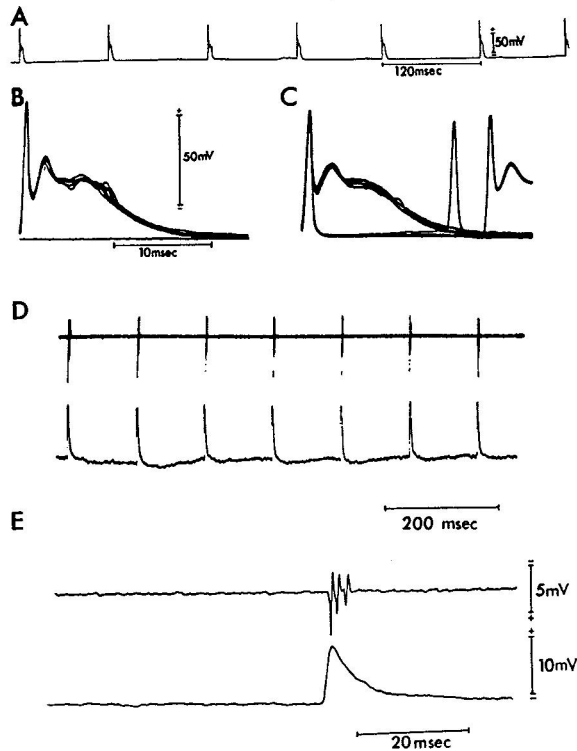 A
+
50mV
-
120msec
B
C
+
50mV
-
10msec
D
200 msec
E
-
5mV
+
+
10mV
-
20msec